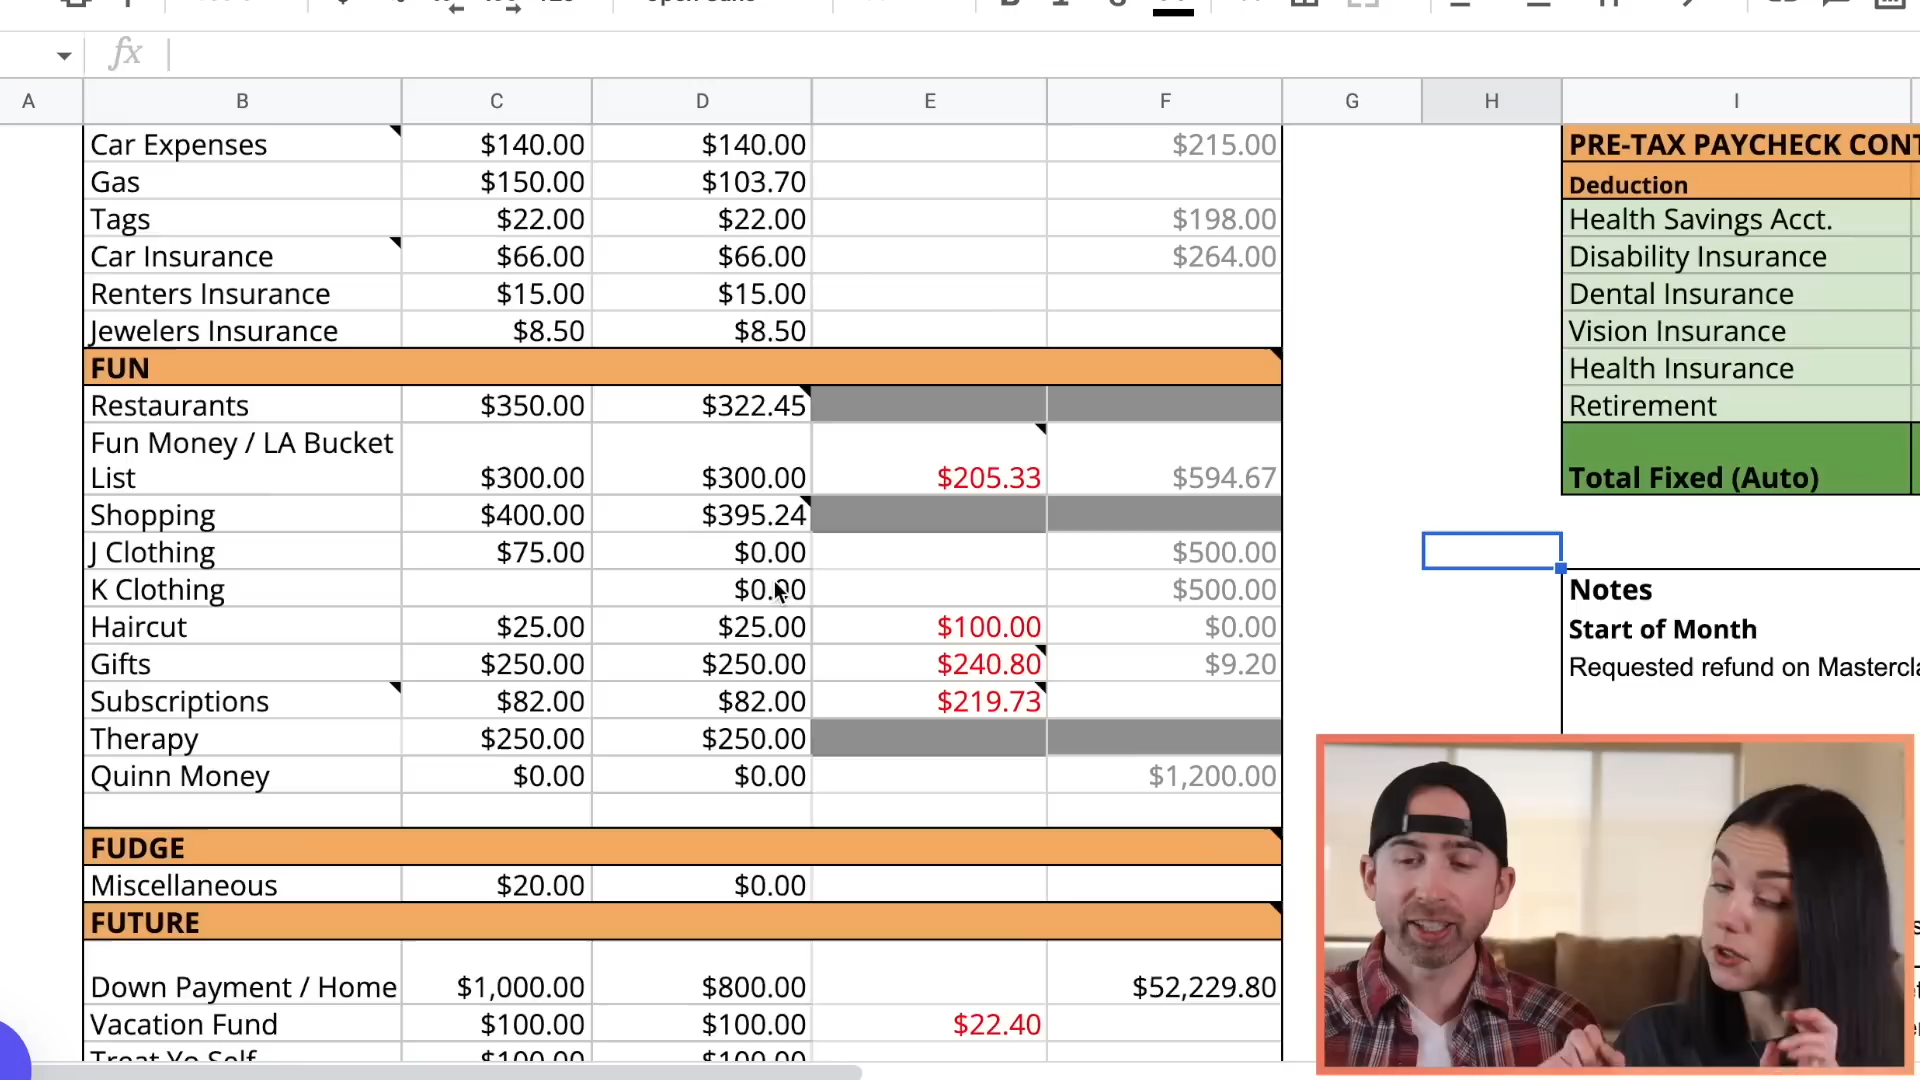 fx
A B C D E F G H I
Car Expenses $140.00 $140.00 $215.00
Gas $150.00 $103.70
Tags $22.00 $22.00 $198.00
Car Insurance $66.00 $66.00 $264.00
Renters Insurance $15.00 $15.00
Jewelers Insurance $8.50 $8.50
FUN
Restaurants $350.00 $322.45
Fun Money / LA Bucket
List $300.00 $300.00 $205.33 $594.67
Shopping $400.00 $395.24
J Clothing $75.00 $0.00 $500.00
K Clothing $0.00 $500.00
Haircut $25.00 $25.00 $100.00 $0.00
Gifts $250.00 $250.00 $240.80 $9.20
Subscriptions $82.00 $82.00 $219.73
Therapy $250.00 $250.00
Quinn Money $0.00 $0.00 $1,200.00
FUDGE
Miscellaneous $20.00 $0.00
FUTURE
Down Payment / Home $1,000.00 $800.00 $52,229.80
Vacation Fund $100.00 $100.00 $22.40
Treat Yo Self $100.00 $100.00
PRE-TAX PAYCHECK CONT
Deduction
Health Savings Acct.
Disability Insurance
Dental Insurance
Vision Insurance
Health Insurance
Retirement
Total Fixed (Auto)
Notes
Start of Month
Requested refund on Mastercla